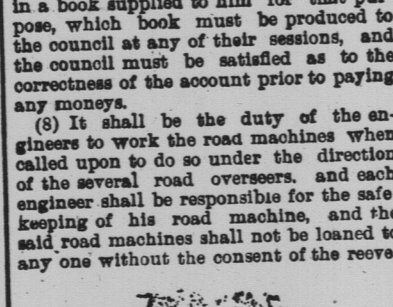 in a book supplied to him for that pur-
pose, which book must be produced to
the council at any of their sessions, and
the council must be satisfied as to the
correctness of the account prior to paying
any moneys.
(8) It shall be the duty of the en-
gineers to work the road machines when
called upon to do so under the direction
of the several road overseers. and each
engineer shall be responsible for the safe
keeping of his road machine, and the
said road machines shall not be loaned to
any one without the consent of the reeve